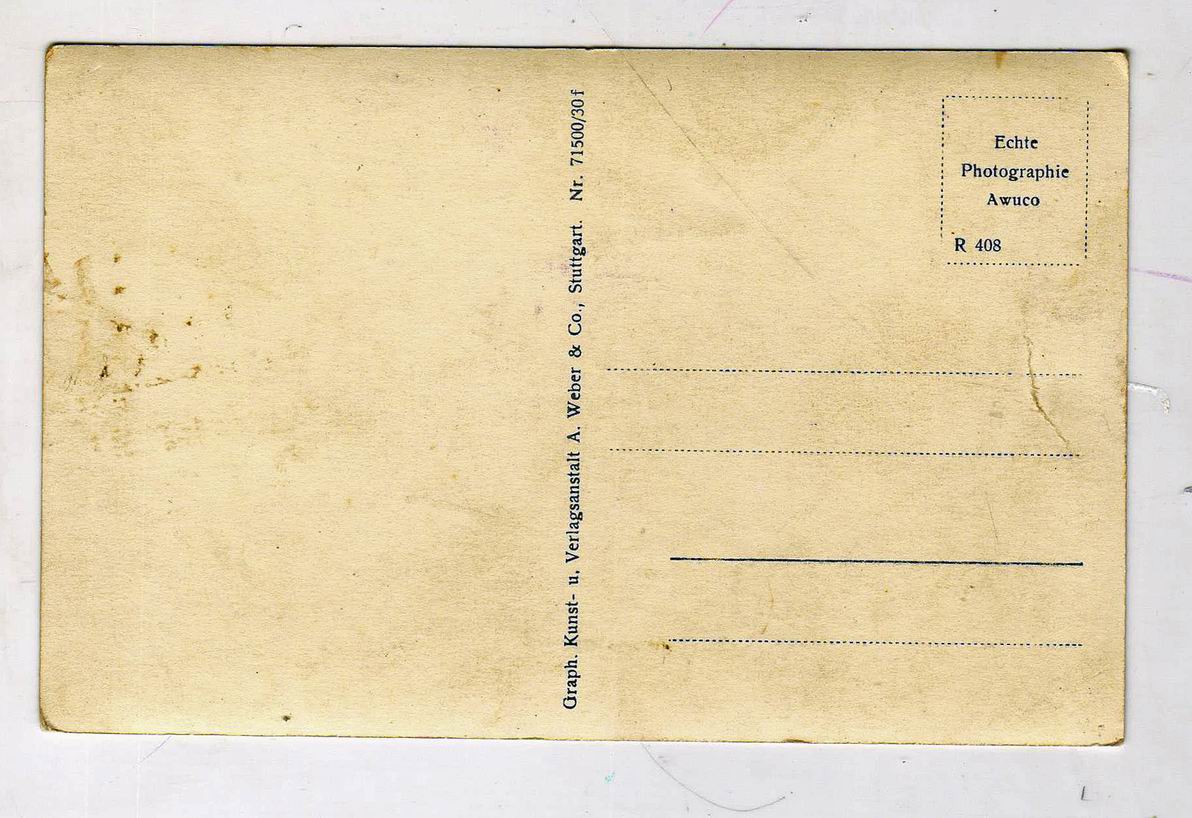 Graph. Kunst- u. Verlagsanstalt A. Weber & Co., Stuttgart. Nr. 71500/30f
Echte
Photographie
Awuco
R 408